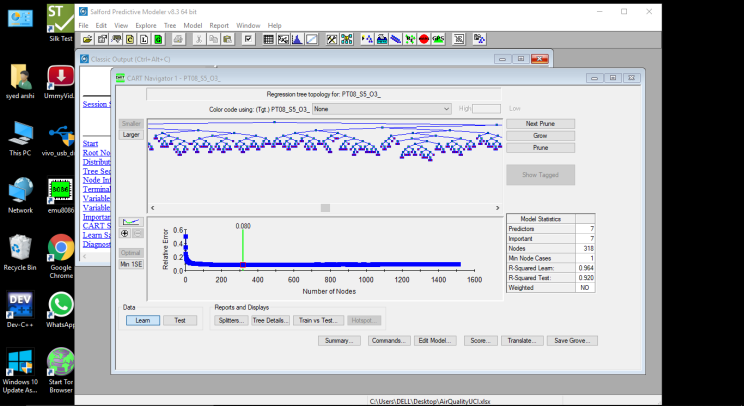 Salford Predictive Modeler v8.3 64 bit
File Edit View Explore Tree Model Report Window Help
ST
Silk Test
Classic Output (Ctrl+Alt+C)
CART Navigator 1 - PT08_S5_O3_
Regression tree topology for: PT08_S5_O3_
Color code using: (Tgt.) PT08_S5_O3_ None High Low
Smaller
Larger
Next Prune
Grow
Prune
Show Tagged
syed arshi
UmmyVid
This PC
vivo_usb_d
Network
8086
emu8086
Recycle Bin
Google Chrome
DEV
Dev-C++
WhatsApp
Windows 10 Update As...
Start Tor Browser
Session
Start
Root No
Distribut
Tree Se
Node Inf
Terminal
Variable
Variable
Importan
CART S
Learn Sa
Diagnost
Optimal
Min 1SE
Relative Error
0.6
0.4
0.2
0.0
0.080
0 200 400 600 800 1000 1200 1400 1600
Number of Nodes
Model Statistics
Predictors 7
Important 7
Nodes 318
Min Node Cases 1
R-Squared Learn: 0.964
R-Squared Test: 0.920
Weighted NO
Data
Learn Test
Reports and Displays
Splitters... Tree Details... Train vs Test... Hotspot...
Summary... Commands... Edit Model... Score... Translate... Save Grove...
C:\Users\DELL\Desktop\AirQualityUCI.xlsx